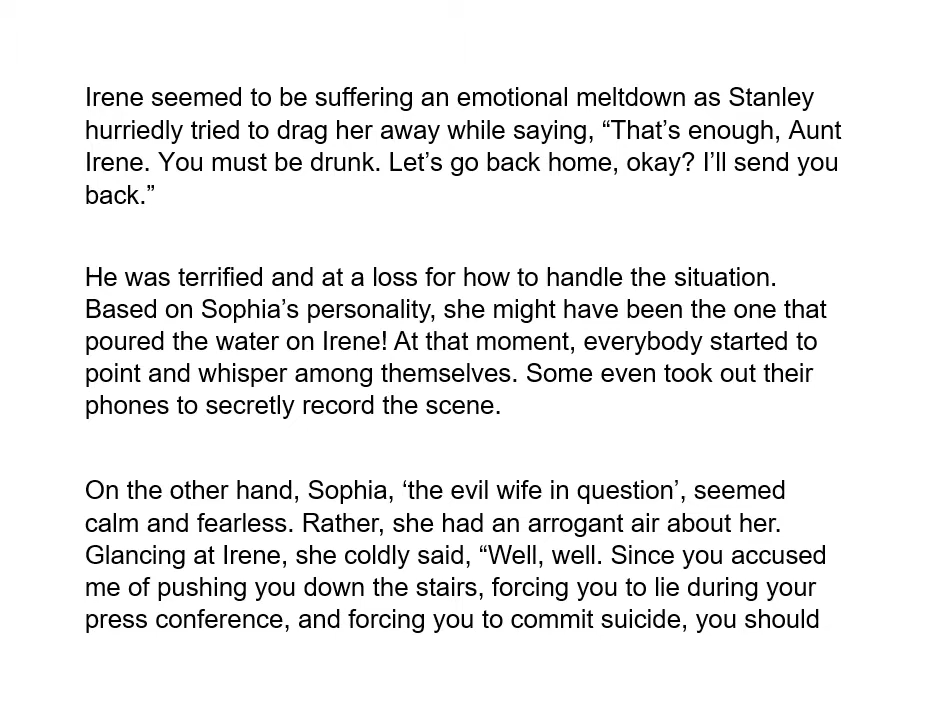 Irene seemed to be suffering an emotional meltdown as Stanley
hurriedly tried to drag her away while saying, “That’s enough, Aunt
Irene. You must be drunk. Let’s go back home, okay? I’ll send you
back.”
He was terrified and at a loss for how to handle the situation.
Based on Sophia’s personality, she might have been the one that
poured the water on Irene! At that moment, everybody started to
point and whisper among themselves. Some even took out their
phones to secretly record the scene.
On the other hand, Sophia, ‘the evil wife in question’, seemed
calm and fearless. Rather, she had an arrogant air about her.
Glancing at Irene, she coldly said, “Well, well. Since you accused
me of pushing you down the stairs, forcing you to lie during your
press conference, and forcing you to commit suicide, you should